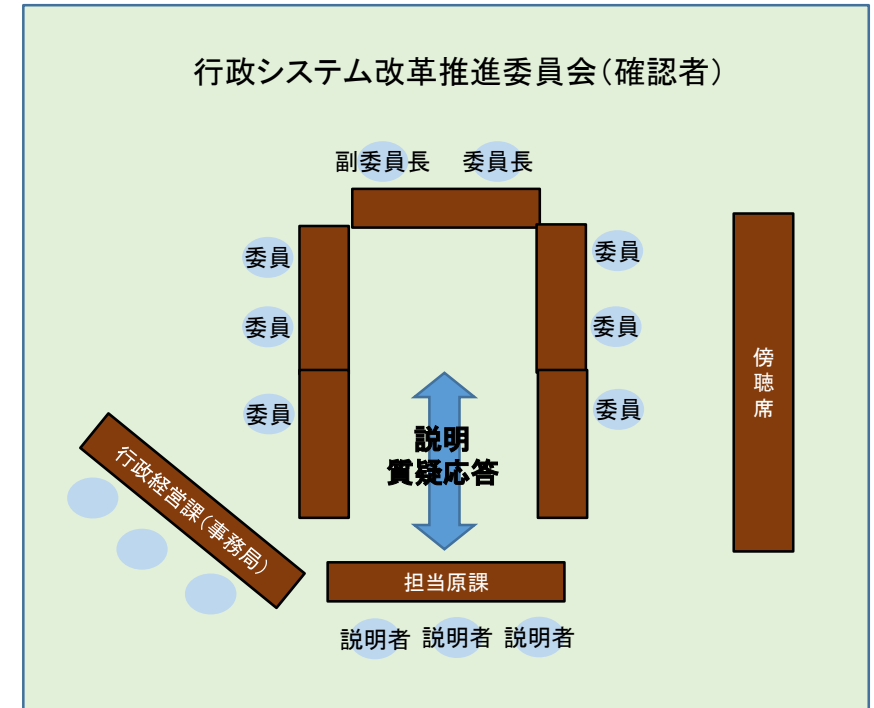 行政システム改革推進委員会（確認者）
副委員長 委員長
委員 委員
委員 委員
委員 委員
傍聴席
説明
質疑応答
行政経営課（事務局）
担当原課
説明者 説明者 説明者